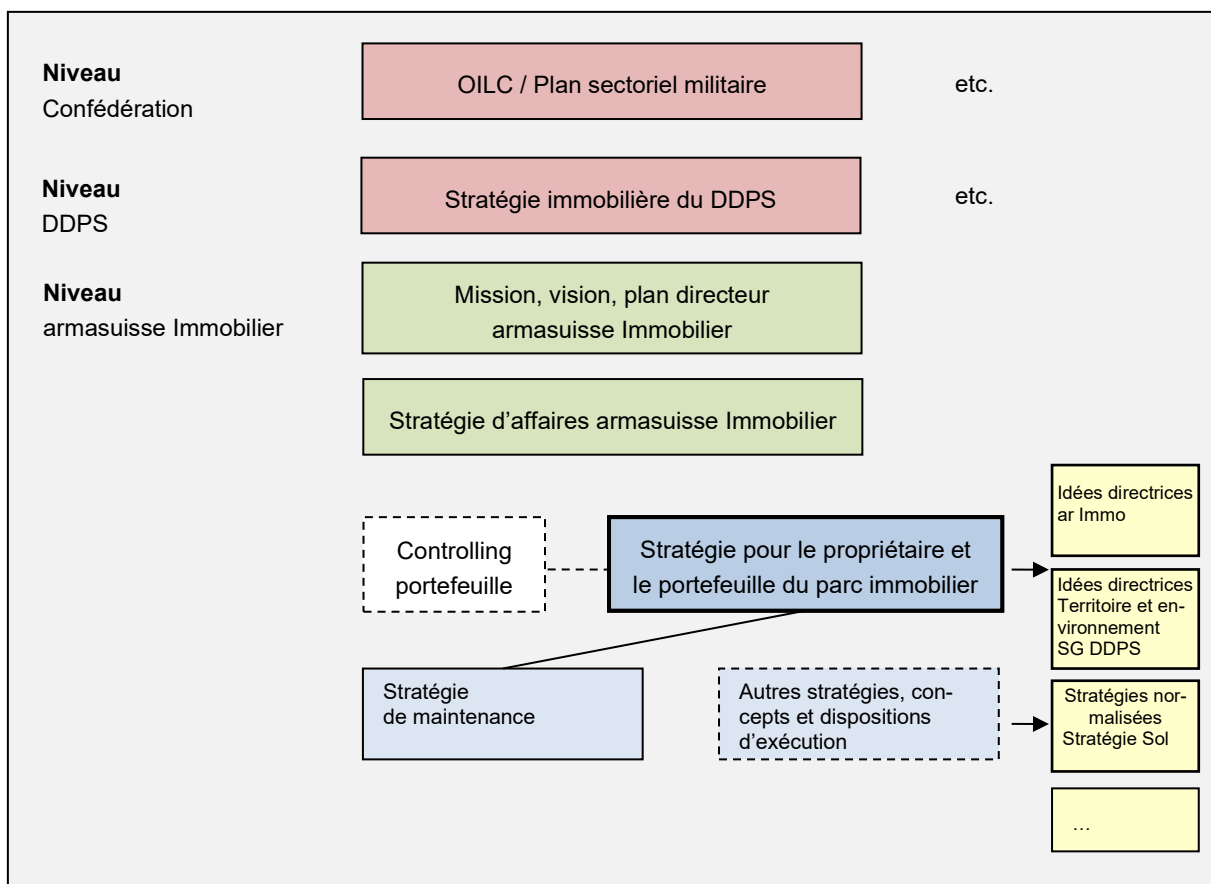 Niveau
Confédération
OILC / Plan sectoriel militaire
etc.
Niveau
DDPS
Stratégie immobilière du DDPS
etc.
Niveau
armasuisse Immobilier
Mission, vision, plan directeur
armasuisse Immobilier
Stratégie d’affaires armasuisse Immobilier
Controlling
portefeuille
Stratégie pour le propriétaire et
le portefeuille du parc immobilier
Idées directrices
ar Immo
Idées directrices
Territoire et en-
vironnement
SG DDPS
Stratégie
de maintenance
Autres stratégies, con-
cepts et dispositions
d’exécution
Stratégies nor-
malisées
Stratégie Sol
...